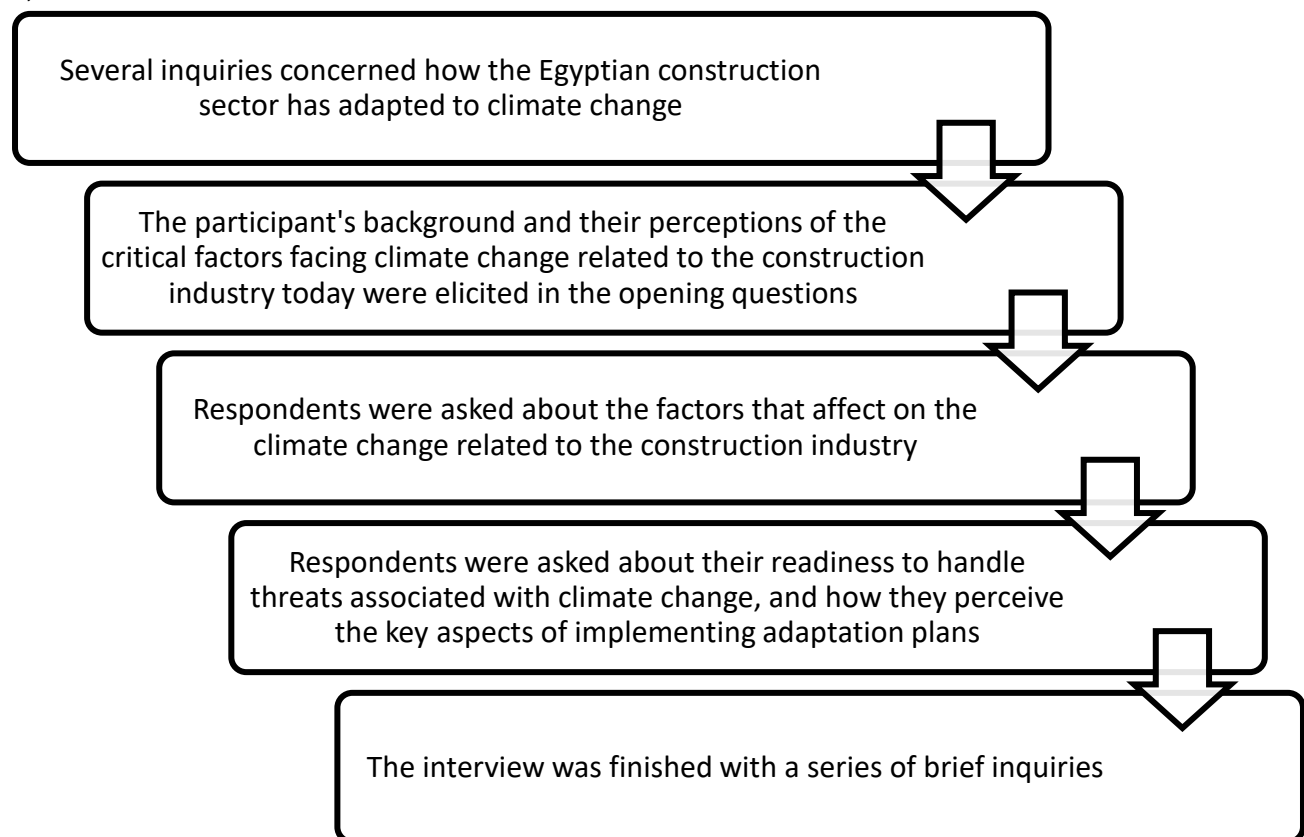 Several inquiries concerned how the Egyptian construction
sector has adapted to climate change
The participant's background and their perceptions of the
critical factors facing climate change related to the construction
industry today were elicited in the opening questions
Respondents were asked about the factors that affect on the
climate change related to the construction industry
Respondents were asked about their readiness to handle
threats associated with climate change, and how they perceive
the key aspects of implementing adaptation plans
The interview was finished with a series of brief inquiries